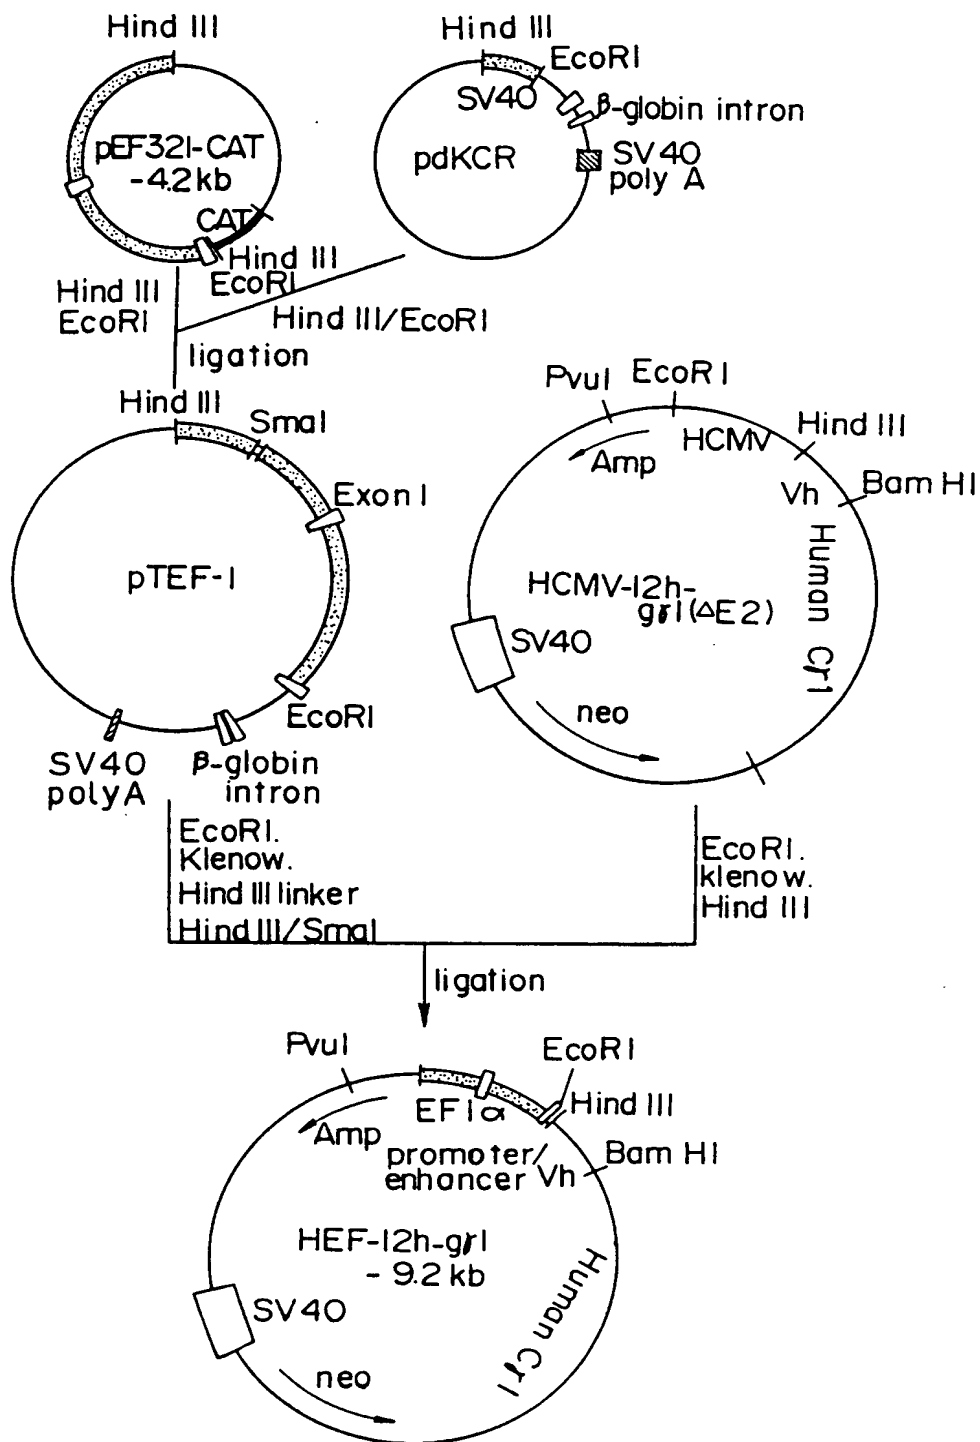 Hind III
pEF321-CAT
-4.2kb
CAT
Hind III
EcoRI
Hind III
EcoRI
SV40
β-globin intron
pdKCR
SV40
poly A
Hind III
EcoRI
Hind III/EcoRI
ligation
Hind III
SmaI
Exon I
pTEF-1
EcoRI
SV40
polyA
β-globin
intron
PvuI
EcoRI
HCMV
Hind III
Amp
Vh
Bam HI
Human Cγ1
HCMV-12h-
gγ1(ΔE2)
SV40
neo
EcoRI.
Klenow.
Hind III linker
Hind III/SmaI
EcoRI.
klenow.
Hind III
ligation
PvuI
EcoRI
Hind III
EF1α
Amp
promoter/
enhancer
Vh
Bam HI
HEF-12h-gγ1
- 9.2 kb
Human Cγ1
SV40
neo